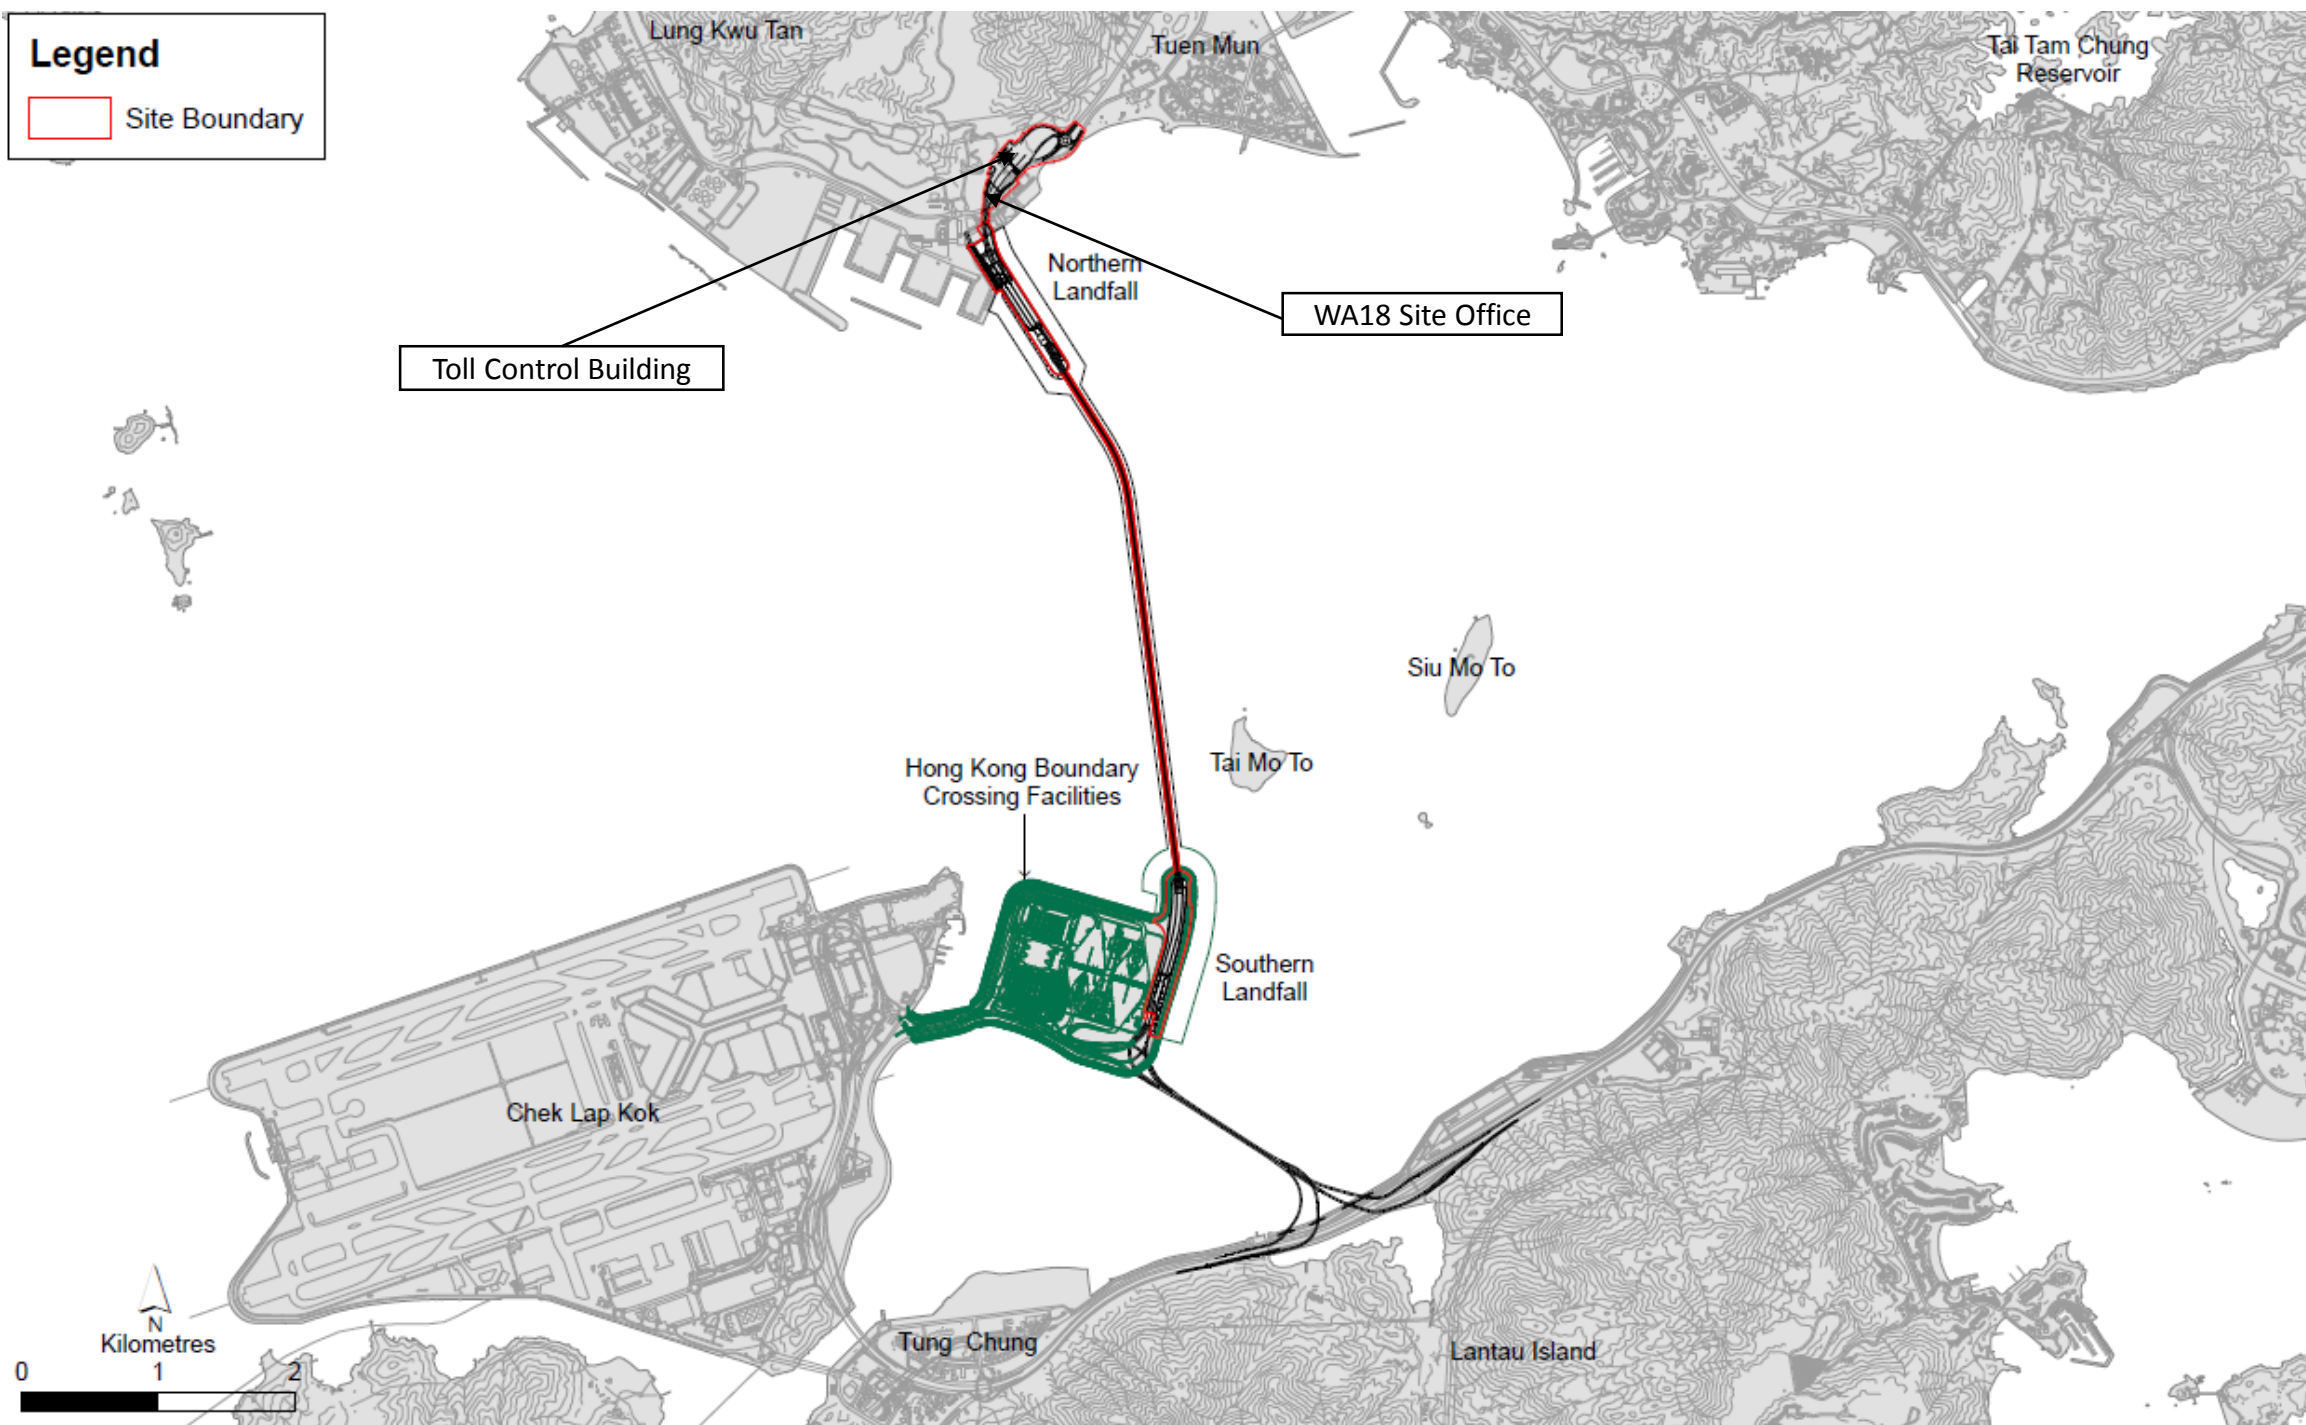 Legend
Site Boundary
Lung Kwu Tan
Tuen Mun
Tai Tam Chung
Reservoir
Northern
Landfall
WA18 Site Office
Toll Control Building
Siu Mo To
Tai Mo To
Hong Kong Boundary
Crossing Facilities
Southern
Landfall
Chek Lap Kok
Tung Chung
Lantau Island
N
Kilometres
0 1 2